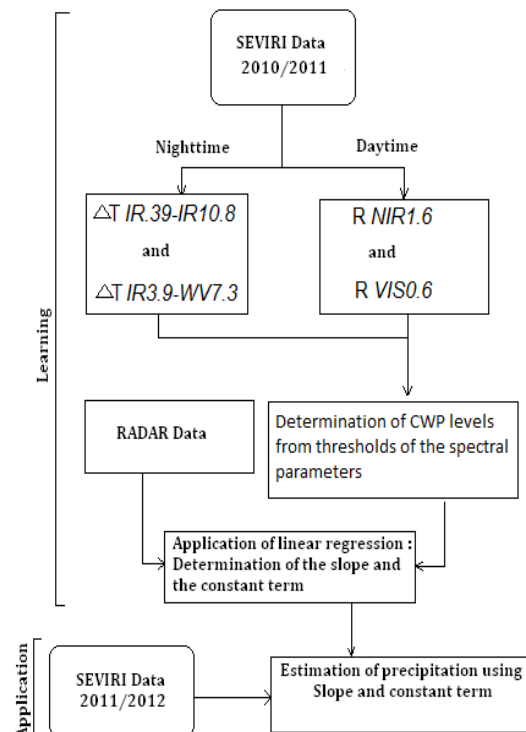 SEVIRI Data
2010/2011
Nighttime
Daytime
△T IR.39-IR10.8
and
△T IR3.9-WV7.3
R NIR1.6
and
R VIS0.6
Learning
RADAR Data
Determination of CWP levels
from thresholds of the spectral
parameters
Application of linear regression :
Determination of the slope and
the constant term
Application
SEVIRI Data
2011/2012
Estimation of precipitation using
Slope and constant term